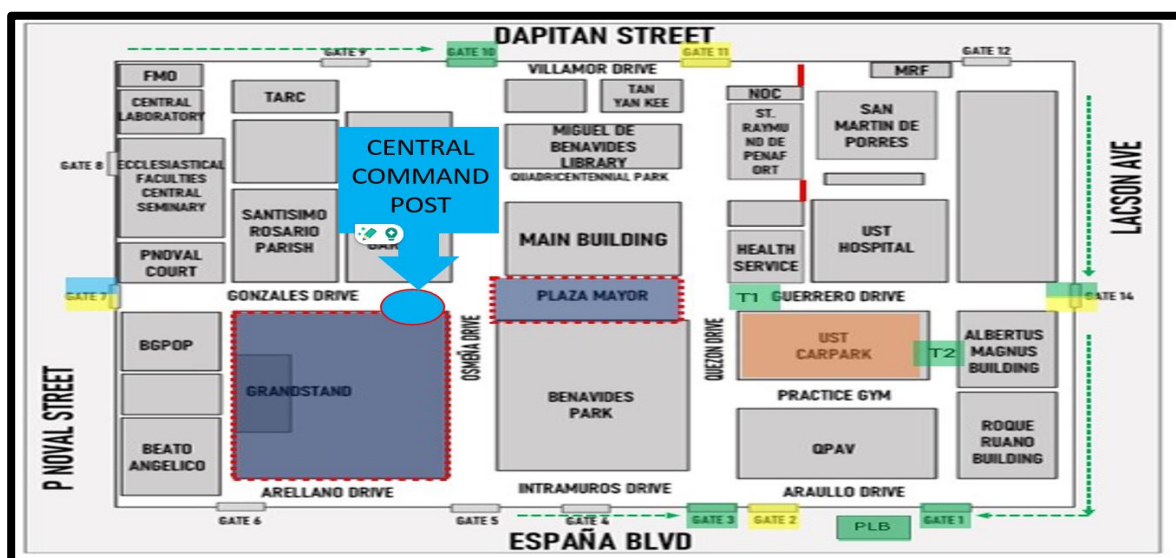 DAPITAN STREET
GATE 9
GATE 10
GATE 11
GATE 12
VILLAMOR DRIVE
FMO
CENTRAL
LABORATORY
GATE 8
ECCLESIASTICAL
FACULTIES
CENTRAL
SEMINARY
PNOVAL
COURT
GATE 7
TARC
SANTISIMO
ROSARIO
PARISH
CENTRAL
COMMAND
POST
GONZALES DRIVE
TAN
YAN KEE
MIGUEL DE
BENAVIDES
LIBRARY
QUADRICENTENNIAL PARK
MAIN BUILDING
PLAZA MAYOR
NOC
ST.
RAYMU
ND DE
PENAF
ORT
HEALTH
SERVICE
MRF
SAN
MARTIN DE
PORRES
UST
HOSPITAL
T1
GUERRERO DRIVE
GATE 14
LACSON AVE
P NOVAL STREET
BGPOP
BEATO
ANGELICO
GRANDSTAND
OSMEÑA DRIVE
BENAVIDES
PARK
QUEZON DRIVE
UST
CARPARK
T2
PRACTICE GYM
QPAV
ALBERTUS
MAGNUS
BUILDING
ROQUE
RUANO
BUILDING
ARELLANO DRIVE
INTRAMUROS DRIVE
ARAULLO DRIVE
GATE 6
GATE 5
GATE 4
GATE 3
GATE 2
PLB
GATE 1
ESPAÑA BLVD